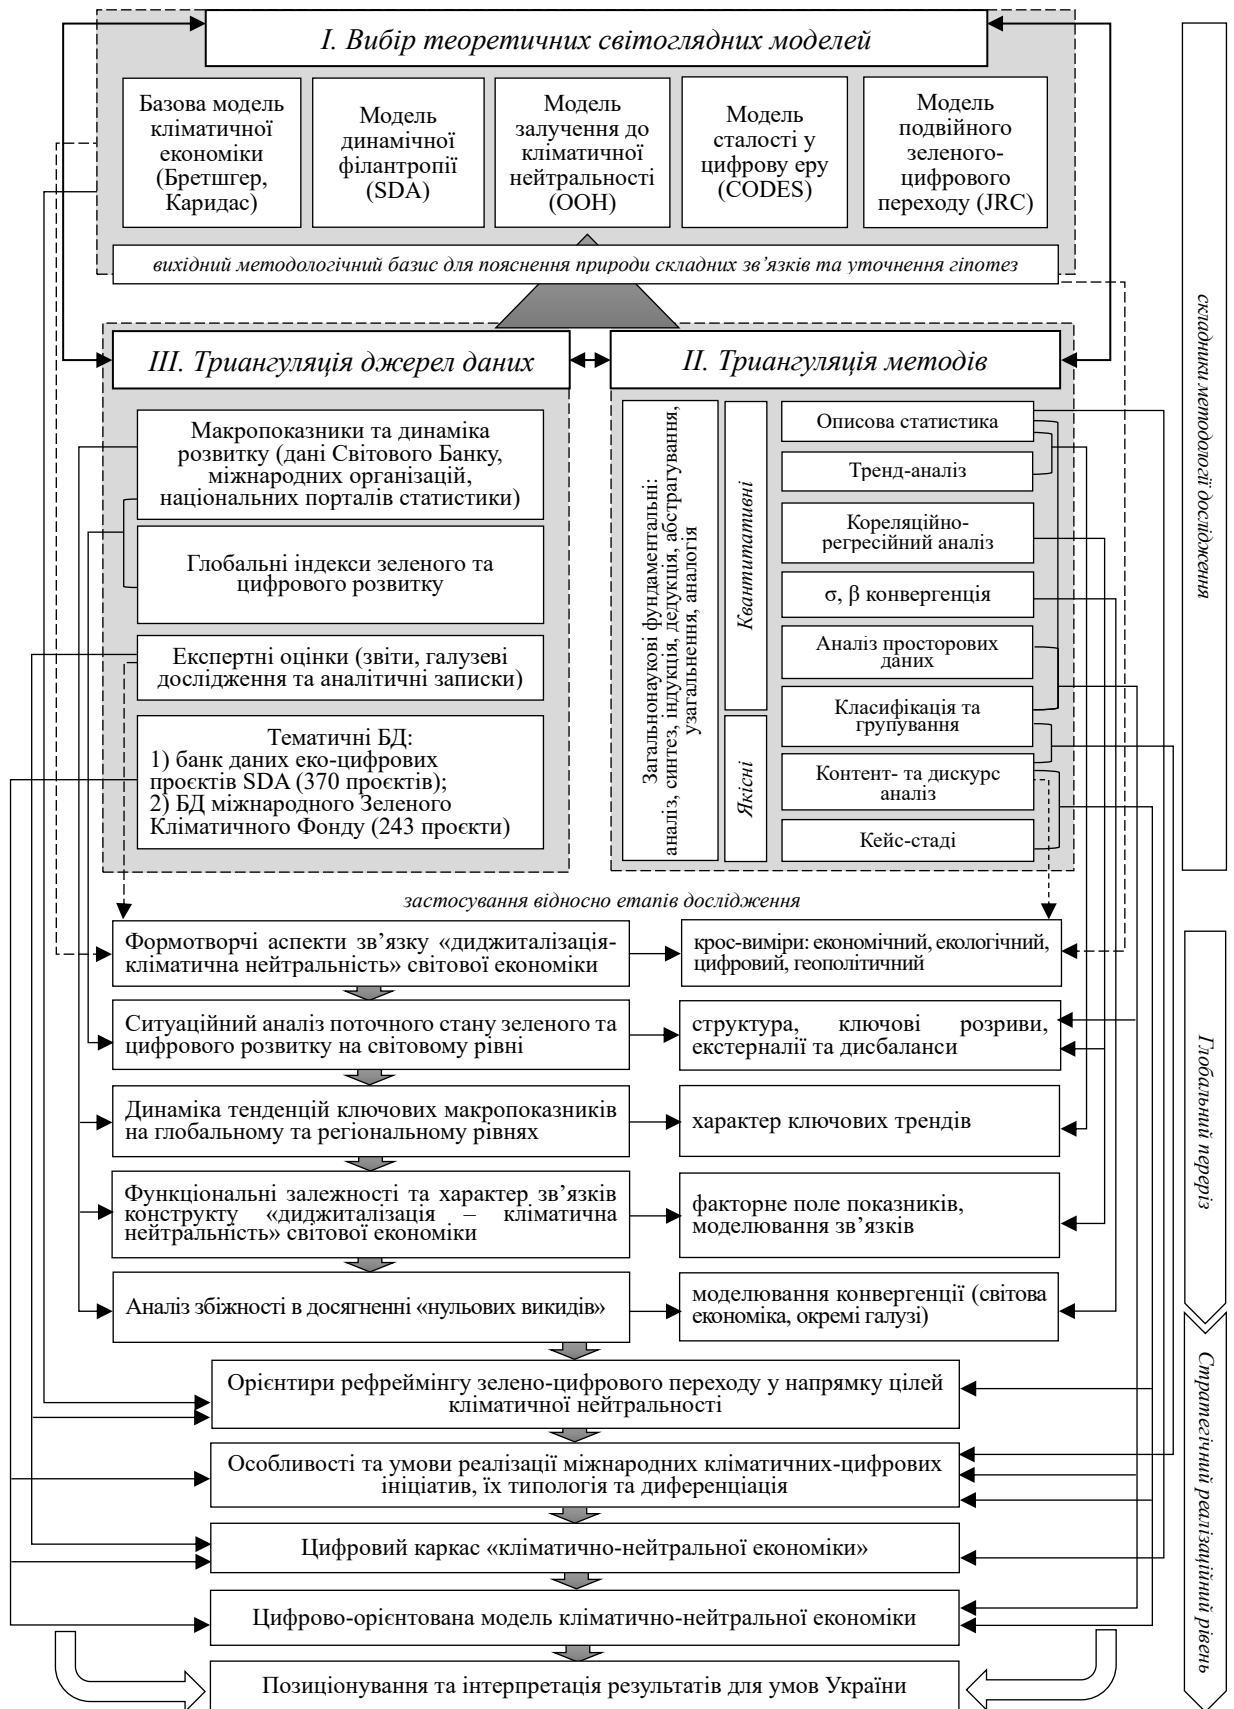 I. Вибір теоретичних світоглядних моделей
Базова модель
кліматичної
економіки
(Бретшгер,
Каридас)
Модель
динамічної
філантропії
(SDA)
Модель
залучення до
кліматичної
нейтральності
(ООН)
Модель
сталості у
цифрову еру
(CODES)
Модель
подвійного
зеленого-
цифрового
переходу (JRC)
вихідний методологічний базис для пояснення природи складних зв’язків та уточнення гіпотез
III. Триангуляція джерел даних
Макропоказники та динаміка
розвитку (дані Світового Банку,
міжнародних організацій,
національних порталів статистики)
Глобальні індекси зеленого та
цифрового розвитку
Експертні оцінки (звіти, галузеві
дослідження та аналітичні записки)
Тематичні БД:
1) банк даних еко-цифрових
проєктів SDA (370 проєктів);
2) БД міжнародного Зеленого
Кліматичного Фонду (243 проєкти)
II. Триангуляція методів
Загальнонаукові фундаментальні:
аналіз, синтез, індукція, дедукція, абстрагування,
узагальнення, аналогія
Квантитативні
Якісні
Описова статистика
Тренд-аналіз
Кореляційно-
регресійний аналіз
σ, β конвергенція
Аналіз просторових
даних
Класифікація та
групування
Контент- та дискурс
аналіз
Кейс-стаді
складники методології дослідження
застосування відносно етапів дослідження
Формотворчі аспекти зв’язку «диджиталізація-
кліматична нейтральність» світової економіки
крос-виміри: економічний, екологічний,
цифровий, геополітичний
Ситуаційний аналіз поточного стану зеленого та
цифрового розвитку на світовому рівні
структура, ключові розриви,
екстерналії та дисбаланси
Динаміка тенденцій ключових макропоказників
на глобальному та регіональному рівнях
характер ключових трендів
Функціональні залежності та характер зв’язків
конструкту «диджиталізація – кліматична
нейтральність» світової економіки
факторне поле показників,
моделювання зв’язків
Аналіз збіжності в досягненні «нульових викидів»
моделювання конвергенції (світова
економіка, окремі галузі)
Глобальний переріз
Орієнтири рефреймінгу зелено-цифрового переходу у напрямку цілей
кліматичної нейтральності
Особливості та умови реалізації міжнародних кліматичних-цифрових
ініціатив, їх типологія та диференціація
Цифровий каркас «кліматично-нейтральної економіки»
Цифрово-орієнтована модель кліматично-нейтральної економіки
Позиціонування та інтерпретація результатів для умов України
Стратегічний реалізаційний рівень